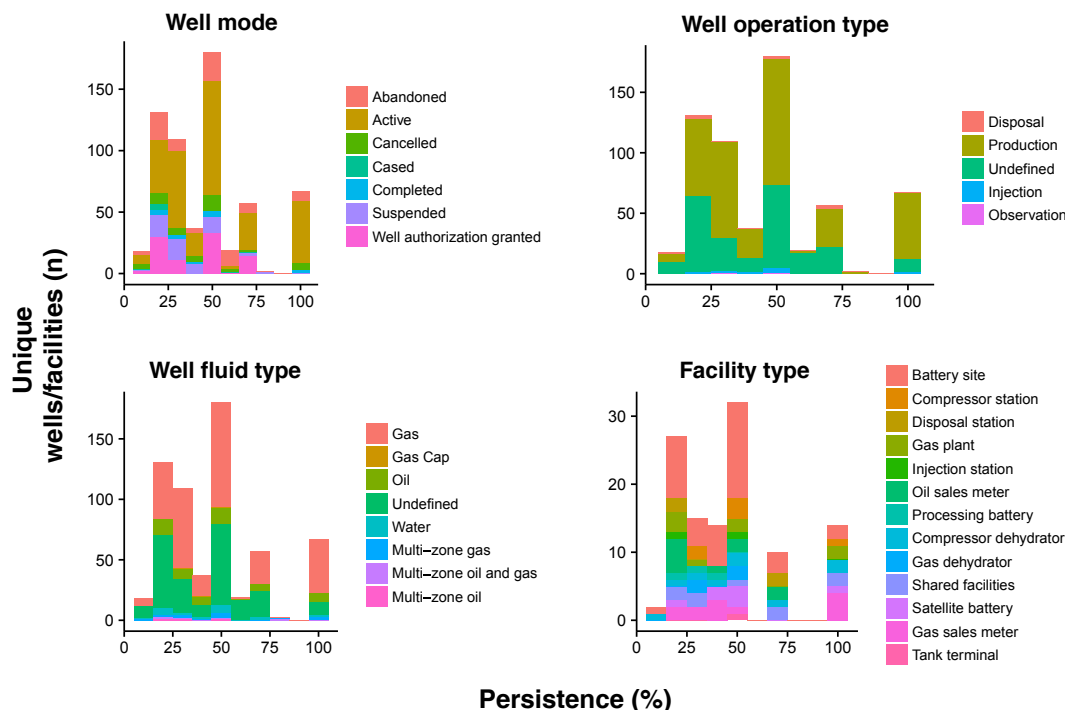 Well mode
150
100
50
0
0 25 50 75 100
Abandoned
Active
Cancelled
Cased
Completed
Suspended
Well authorization granted
Well operation type
150
100
50
0
0 25 50 75 100
Disposal
Production
Undefined
Injection
Observation
Unique
wells/facilities (n)
Well fluid type
150
100
50
0
0 25 50 75 100
Gas
Gas Cap
Oil
Undefined
Water
Multi−zone gas
Multi−zone oil and gas
Multi−zone oil
Facility type
30
20
10
0
0 25 50 75 100
Battery site
Compressor station
Disposal station
Gas plant
Injection station
Oil sales meter
Processing battery
Compressor dehydrator
Gas dehydrator
Shared facilities
Satellite battery
Gas sales meter
Tank terminal
Persistence (%)